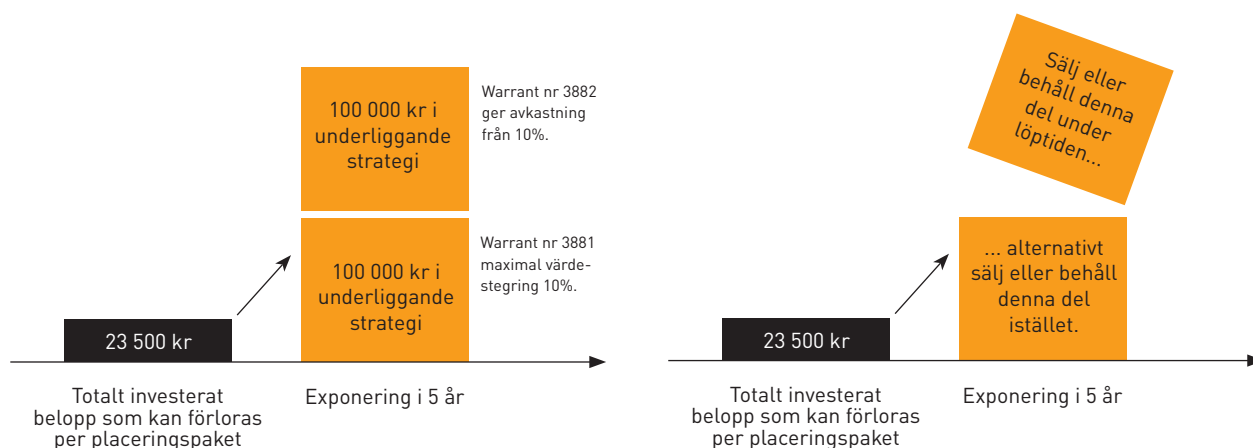 100 000 kr i
underliggande
strategi
Warrant nr 3882
ger avkastning
från 10%.
100 000 kr i
underliggande
strategi
Warrant nr 3881
maximal värde-
stegring 10%.
23 500 kr
Totalt investerat
belopp som kan förloras
per placeringspaket
Exponering i 5 år
Sälj eller
behåll denna
del under
löptiden...
... alternativt
sälj eller behåll
denna del
istället.
23 500 kr
Totalt investerat
belopp som kan förloras
per placeringspaket
Exponering i 5 år